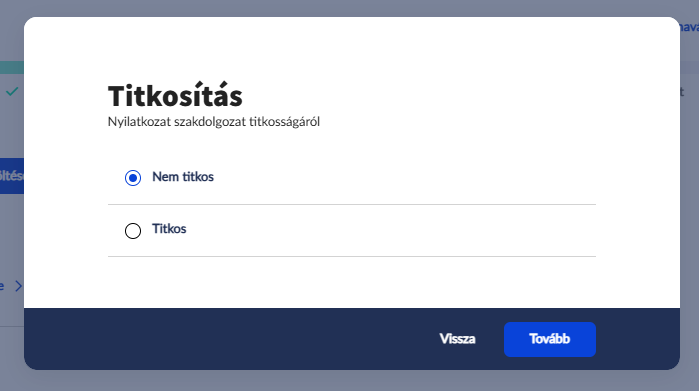 Titkosítás
Nyilatkozat szakdolgozat titkosságáról
Nem titkos
Titkos
Vissza
Tovább